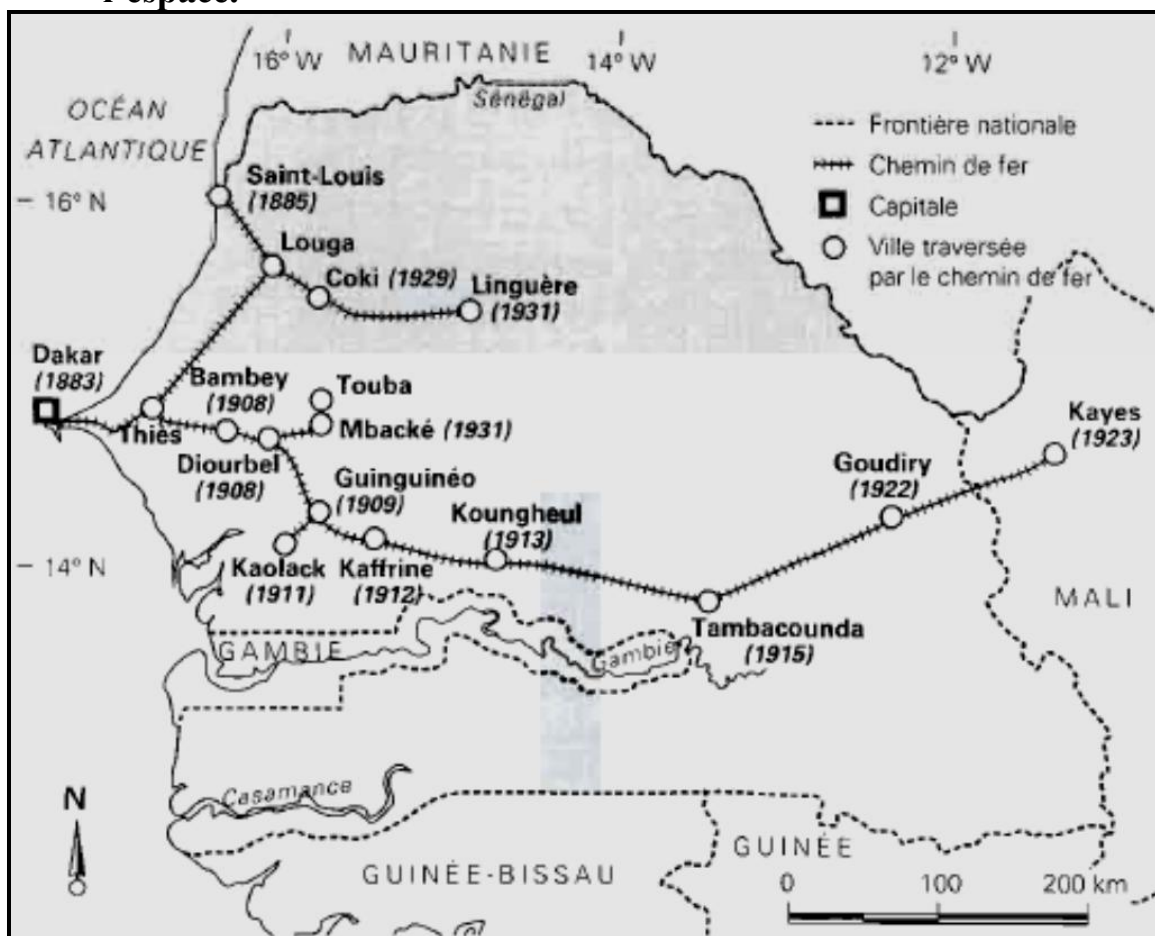 l'espace.
16° W
MAURITANIE
14° W
12° W
OCÉAN
ATLANTIQUE
Sénégal
Frontière nationale
Chemin de fer
Capitale
Ville traversée
par le chemin de fer
16° N
Saint-Louis
(1885)
Louga
Coki (1929)
Linguère
(1931)
Dakar
(1883)
Bambey
(1908)
Touba
Thiès
Mbacké (1931)
Kayes
(1923)
Diourbel
(1908)
Guinguinéo
(1909)
Goudiry
(1922)
Koungheul
(1913)
14° N
Kaolack
(1911)
Kaffrine
(1912)
MALI
Tambacounda
(1915)
GAMBIE
Gambie
Casamance
N
GUINÉE-BISSAU
GUINÉE
0 100 200 km